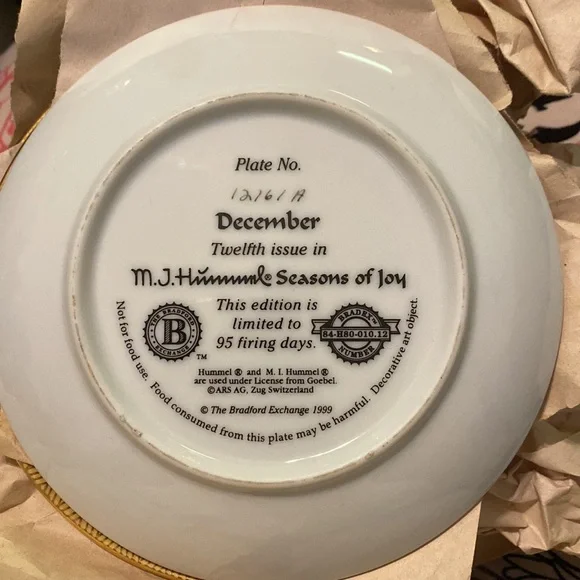 Plate No.
12761 A
December
Twelfth issue in
M.J. Hummel® Seasons of Joy
This edition is
limited to
95 firing days.
THE BRADFORD EXCHANGE
B
TM
BRADEX™
84-H80-010.12
NUMBER
Hummel ® and M. I. Hummel ®
are used under License from Goebel.
©ARS AG, Zug Switzerland
© The Bradford Exchange 1999
Not for food use. Food consumed from this plate may be harmful. Decorative art object.